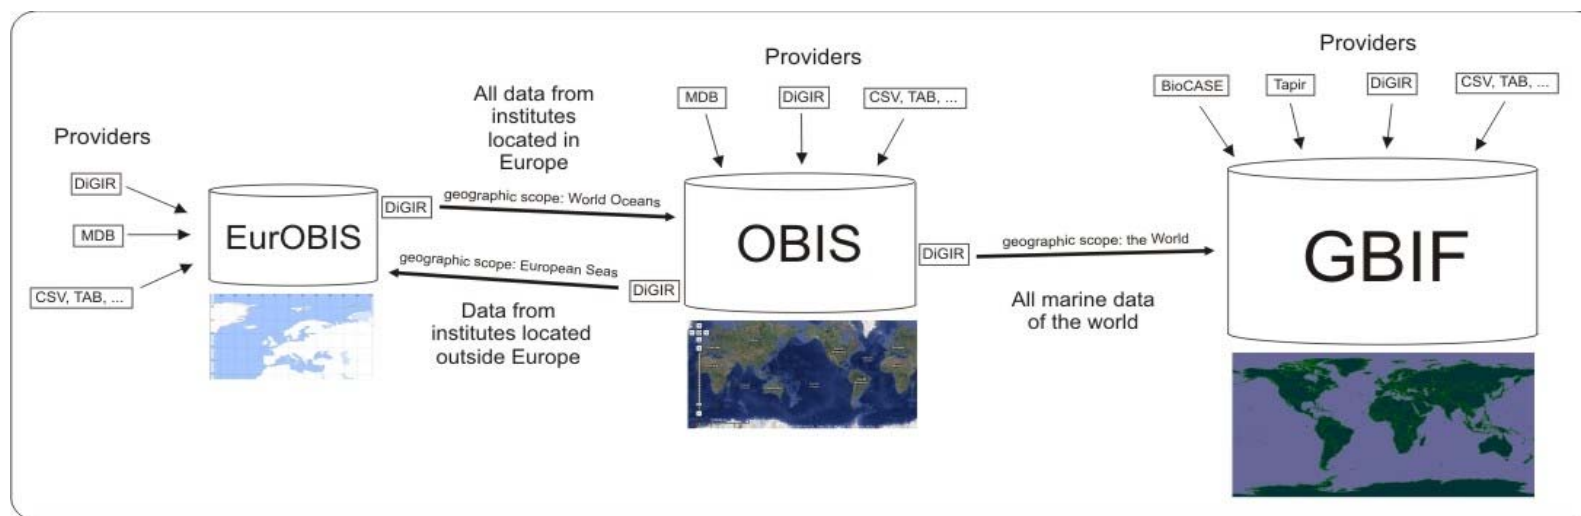 Providers
DiGIR
MDB
CSV, TAB, ...
EurOBIS
All data from
institutes
located in
Europe
DiGIR
geographic scope: World Oceans
geographic scope: European Seas
DiGIR
Data from
institutes located
outside Europe
Providers
MDB
DiGIR
CSV, TAB, ...
OBIS
DiGIR
geographic scope: the World
All marine data
of the world
Providers
BioCASE
Tapir
DiGIR
CSV, TAB, ...
GBIF